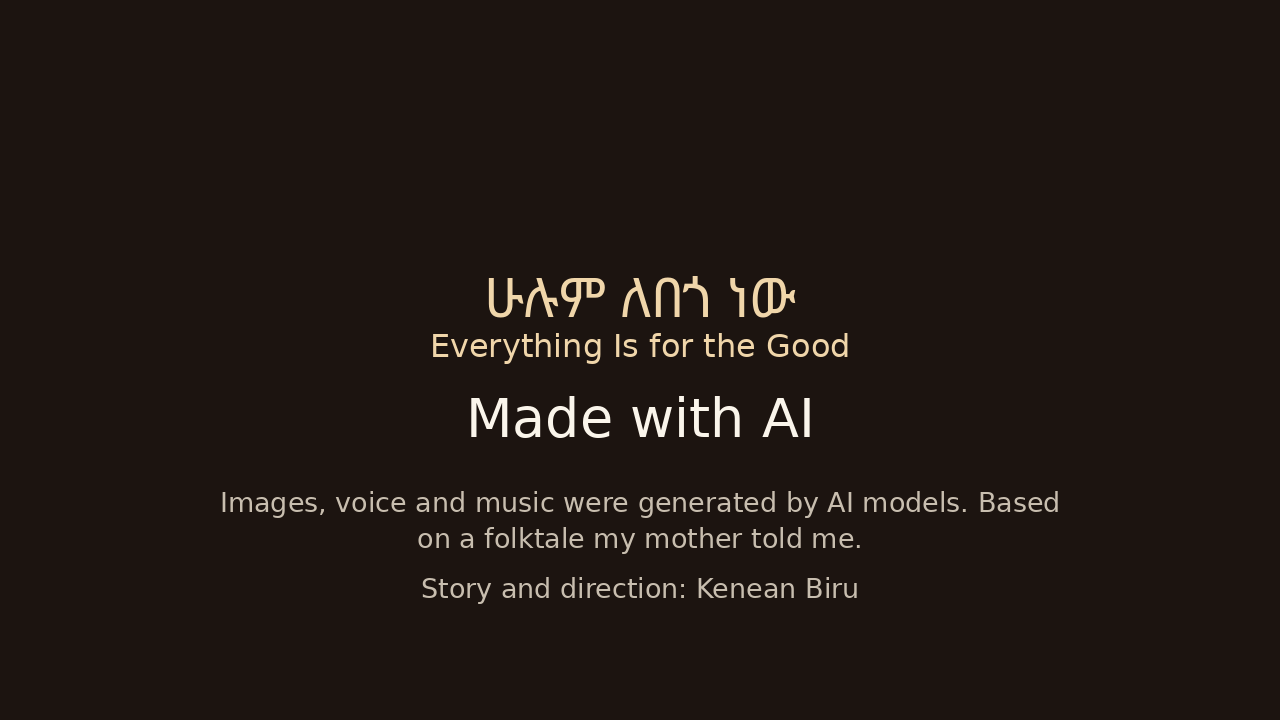 ሁሉም ለበጎ ነው
Everything Is for the Good
Made with AI
Images, voice and music were generated by AI models. Based
on a folktale my mother told me.
Story and direction: Kenean Biru